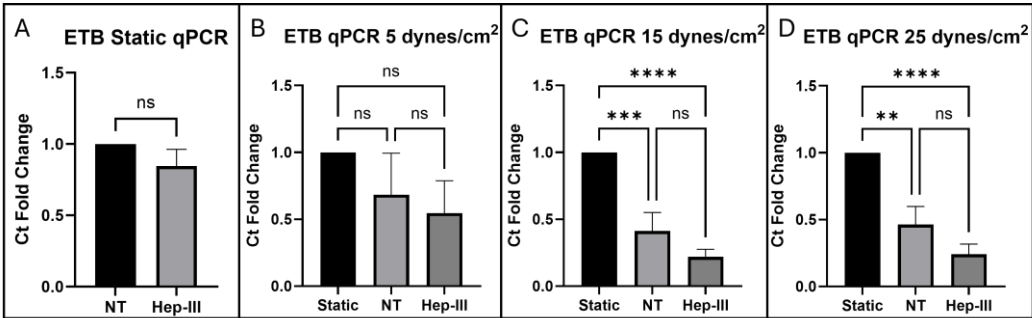 A
ETB Static qPCR
ns
Ct Fold Change
1.5
1.0
0.5
0.0
NT Hep-III
B
ETB qPCR 5 dynes/cm²
ns
ns ns
Ct Fold Change
1.5
1.0
0.5
0.0
Static NT Hep-III
C
ETB qPCR 15 dynes/cm²
****
*** ns
Ct Fold Change
1.5
1.0
0.5
0.0
Static NT Hep-III
D
ETB qPCR 25 dynes/cm²
****
** ns
Ct Fold Change
1.5
1.0
0.5
0.0
Static NT Hep-III